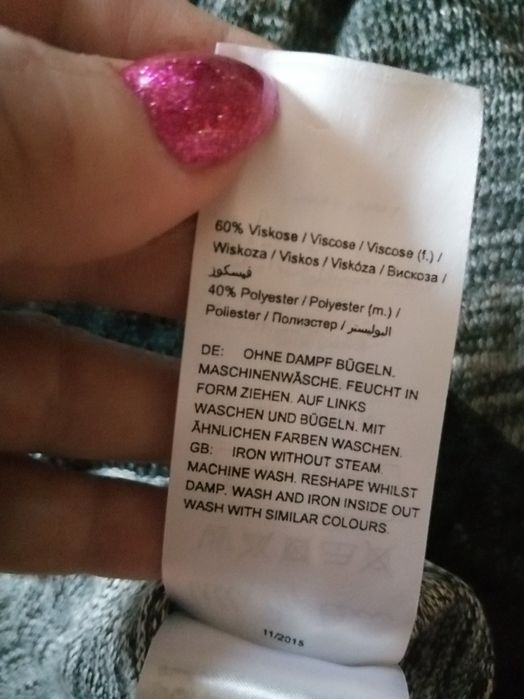 60% Viskose / Viscose / Viscose (f.) /
Wiskoza / Viskos / Viskóza / Вискоза /
فيسكوز
40% Polyester / Polyester (m.) /
Poliester / Полиэстер / البوليستر
DE: OHNE DAMPF BÜGELN.
MASCHINENWÄSCHE. FEUCHT IN
FORM ZIEHEN. AUF LINKS
WASCHEN UND BÜGELN. MIT
ÄHNLICHEN FARBEN WASCHEN.
GB: IRON WITHOUT STEAM.
MACHINE WASH. RESHAPE WHILST
DAMP. WASH AND IRON INSIDE OUT
WASH WITH SIMILAR COLOURS.
11/2015